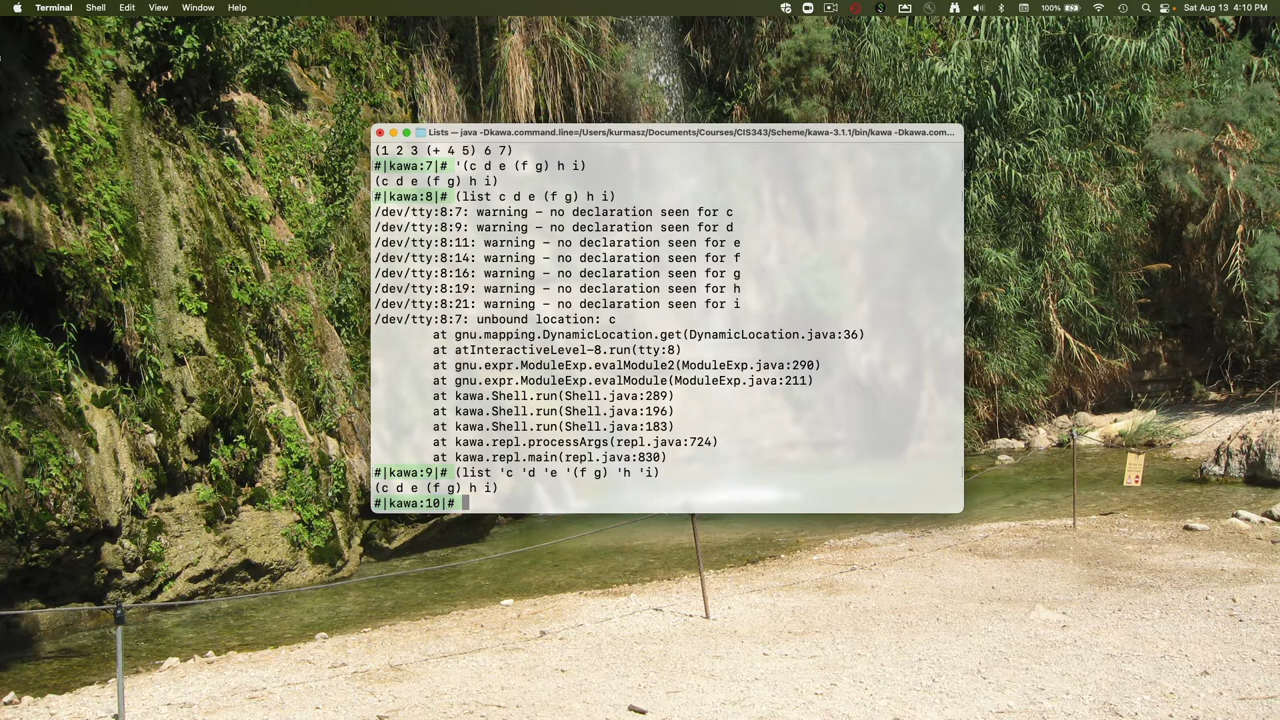 Terminal Shell Edit View Window Help
100% Sat Aug 13 4:10 PM
Lists — java -Dkawa.command.line=/Users/kurmasz/Documents/Courses/CIS343/Scheme/kawa-3.1.1/bin/kawa -Dkawa.com...
(1 2 3 (+ 4 5) 6 7)
#|kawa:7|# '(c d e (f g) h i)
(c d e (f g) h i)
#|kawa:8|# (list c d e (f g) h i)
/dev/tty:8:7: warning - no declaration seen for c
/dev/tty:8:9: warning - no declaration seen for d
/dev/tty:8:11: warning - no declaration seen for e
/dev/tty:8:14: warning - no declaration seen for f
/dev/tty:8:16: warning - no declaration seen for g
/dev/tty:8:19: warning - no declaration seen for h
/dev/tty:8:21: warning - no declaration seen for i
/dev/tty:8:7: unbound location: c
at gnu.mapping.DynamicLocation.get(DynamicLocation.java:36)
at atInteractiveLevel-8.run(tty:8)
at gnu.expr.ModuleExp.evalModule2(ModuleExp.java:290)
at gnu.expr.ModuleExp.evalModule(ModuleExp.java:211)
at kawa.Shell.run(Shell.java:289)
at kawa.Shell.run(Shell.java:196)
at kawa.Shell.run(Shell.java:183)
at kawa.repl.processArgs(repl.java:724)
at kawa.repl.main(repl.java:830)
#|kawa:9|# (list 'c 'd 'e '(f g) 'h 'i)
(c d e (f g) h i)
#|kawa:10|#